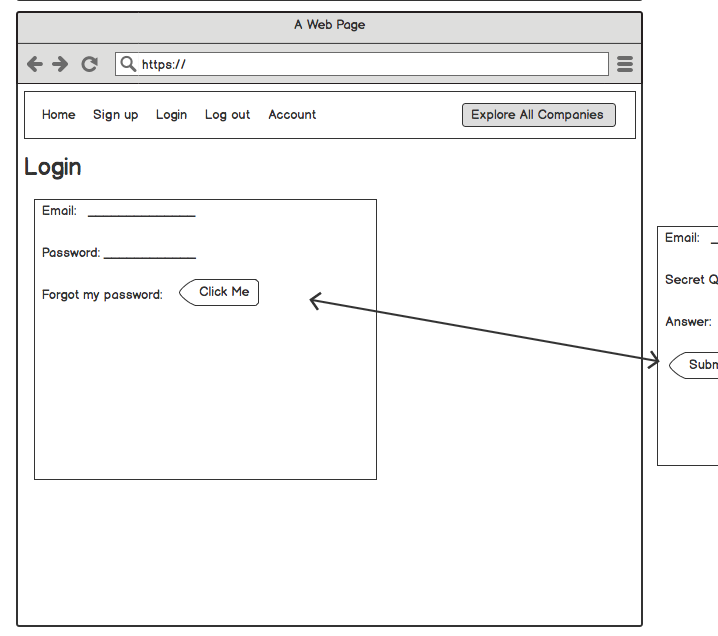 A Web Page
https://
Home Sign up Login Log out Account Explore All Companies
Login
Email: ______________
Password: ____________
Forgot my password: Click Me
Email:
Secret
Answer: